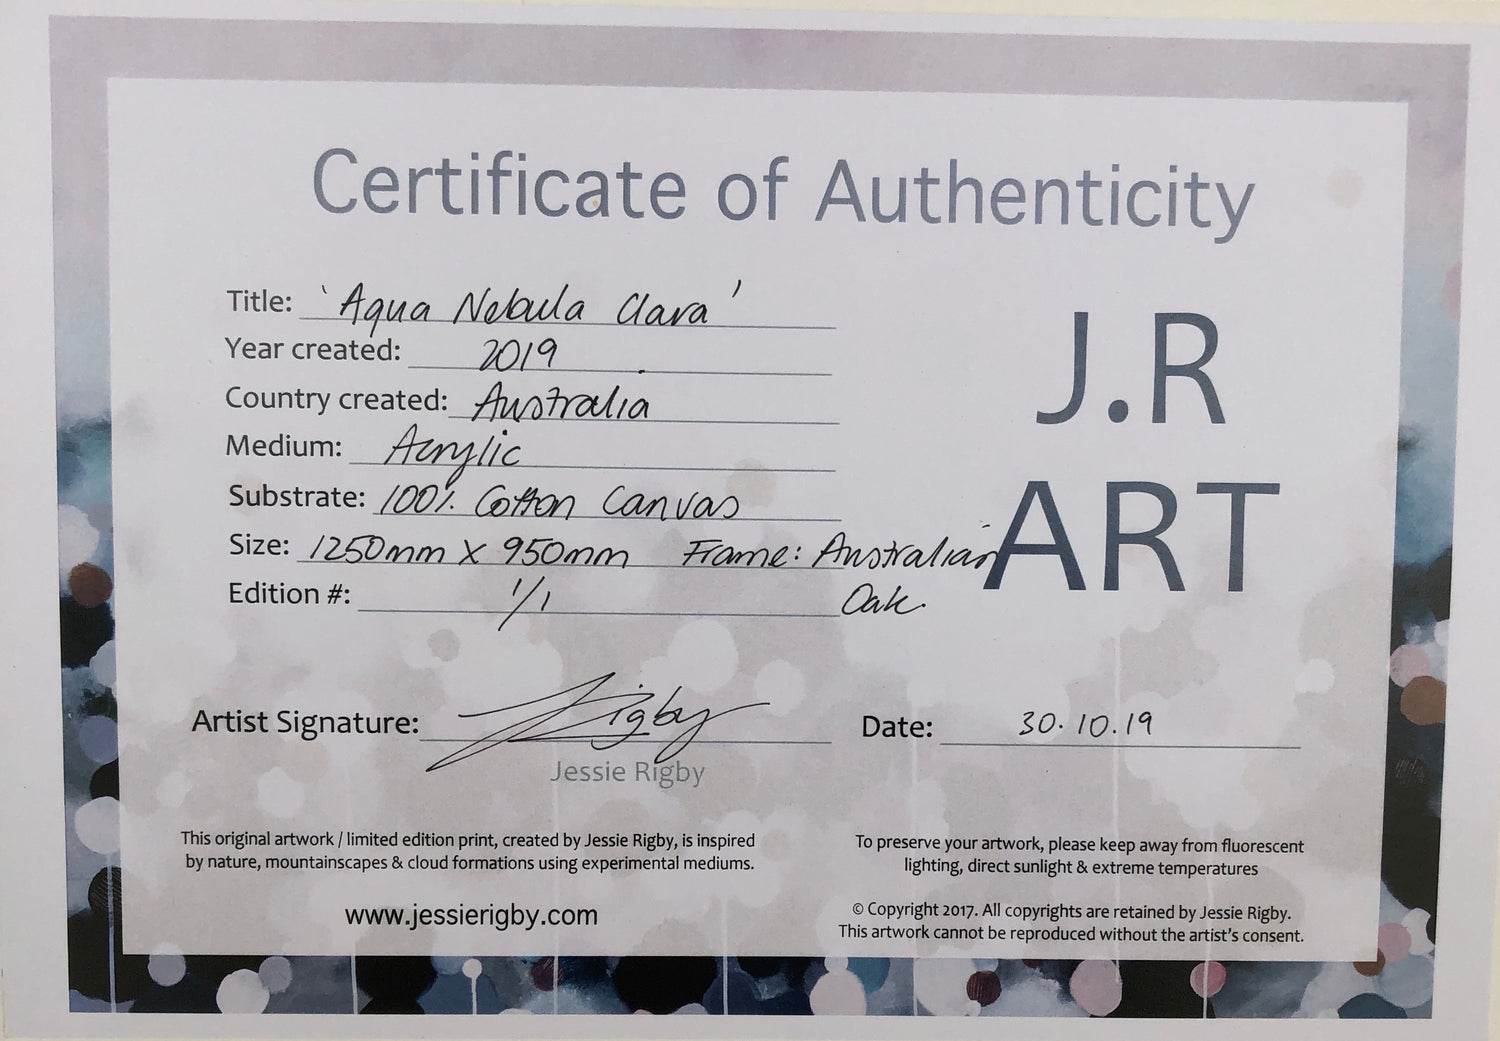 Certificate of Authenticity
Title: 'Aqua Nebula Clara'
Year created: 2019
Country created: Australia
Medium: Acrylic
Substrate: 100% Cotton Canvas
Size: 1250mm X 950mm Frame: Australian
Oak.
Edition #: 1/1
J.R
ART
Artist Signature: J Rigby
Jessie Rigby
Date: 30.10.19
This original artwork / limited edition print, created by Jessie Rigby, is inspired
by nature, mountainscapes & cloud formations using experimental mediums.
www.jessierigby.com
To preserve your artwork, please keep away from fluorescent
lighting, direct sunlight & extreme temperatures
© Copyright 2017. All copyrights are retained by Jessie Rigby.
This artwork cannot be reproduced without the artist's consent.